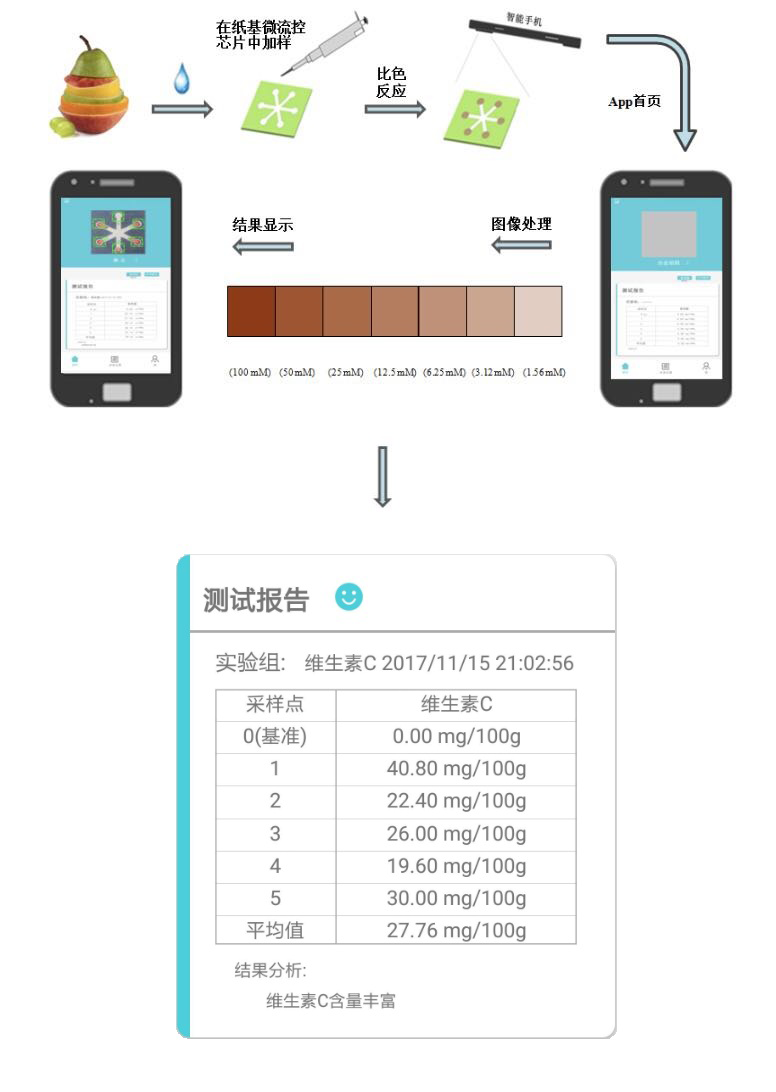 在纸基微流控
芯片中加样
智能手机
比色
反应
App首页
结果显示
图像处理
测试报告
测试报告
(100 mM) (50 mM) (25 mM) (12.5 mM) (6.25 mM) (3.12 mM) (1.56 mM)
测试报告
实验组: 维生素C 2017/11/15 21:02:56
采样点 维生素C
0(基准) 0.00 mg/100g
1 40.80 mg/100g
2 22.40 mg/100g
3 26.00 mg/100g
4 19.60 mg/100g
5 30.00 mg/100g
平均值 27.76 mg/100g
结果分析:
维生素C含量丰富